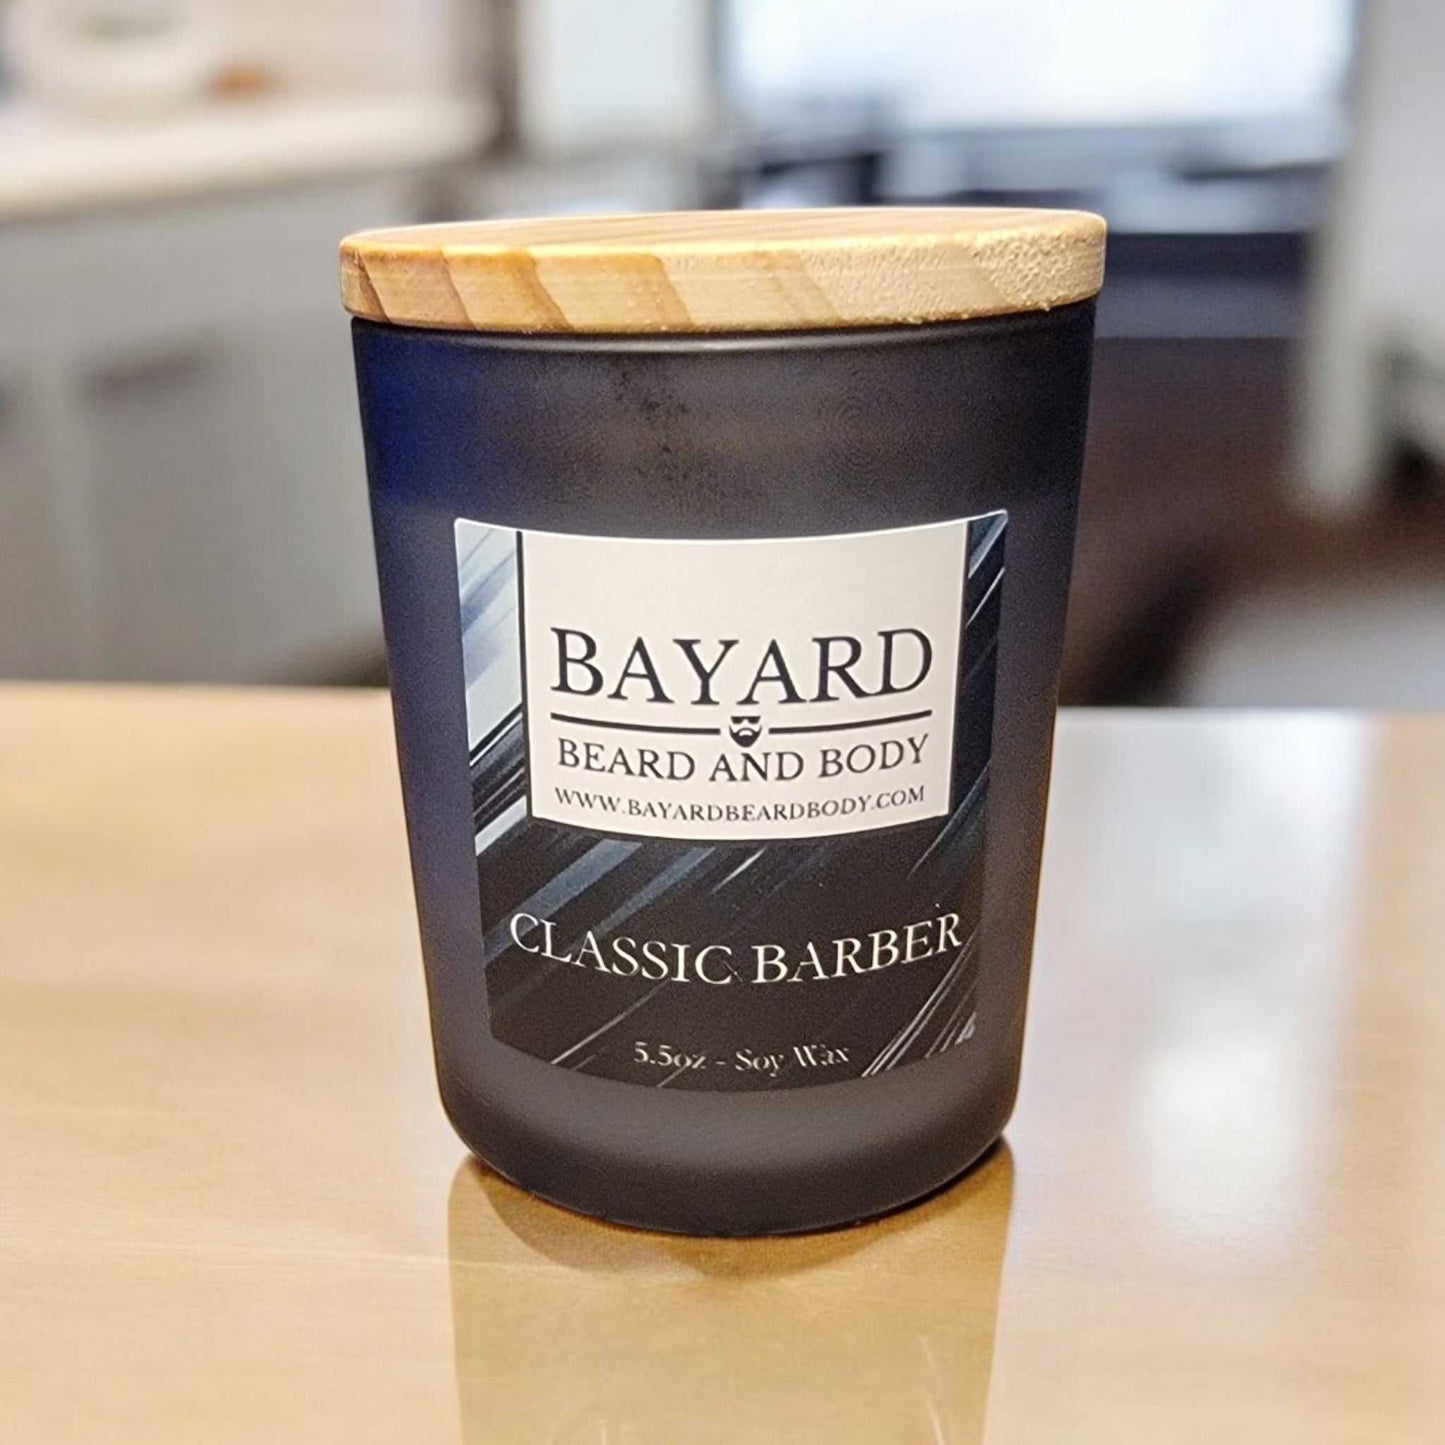 BAYARD
BEARD AND BODY
WWW.BAYARDBEARDBODY.COM
CLASSIC BARBER
5.5oz - Soy Wax